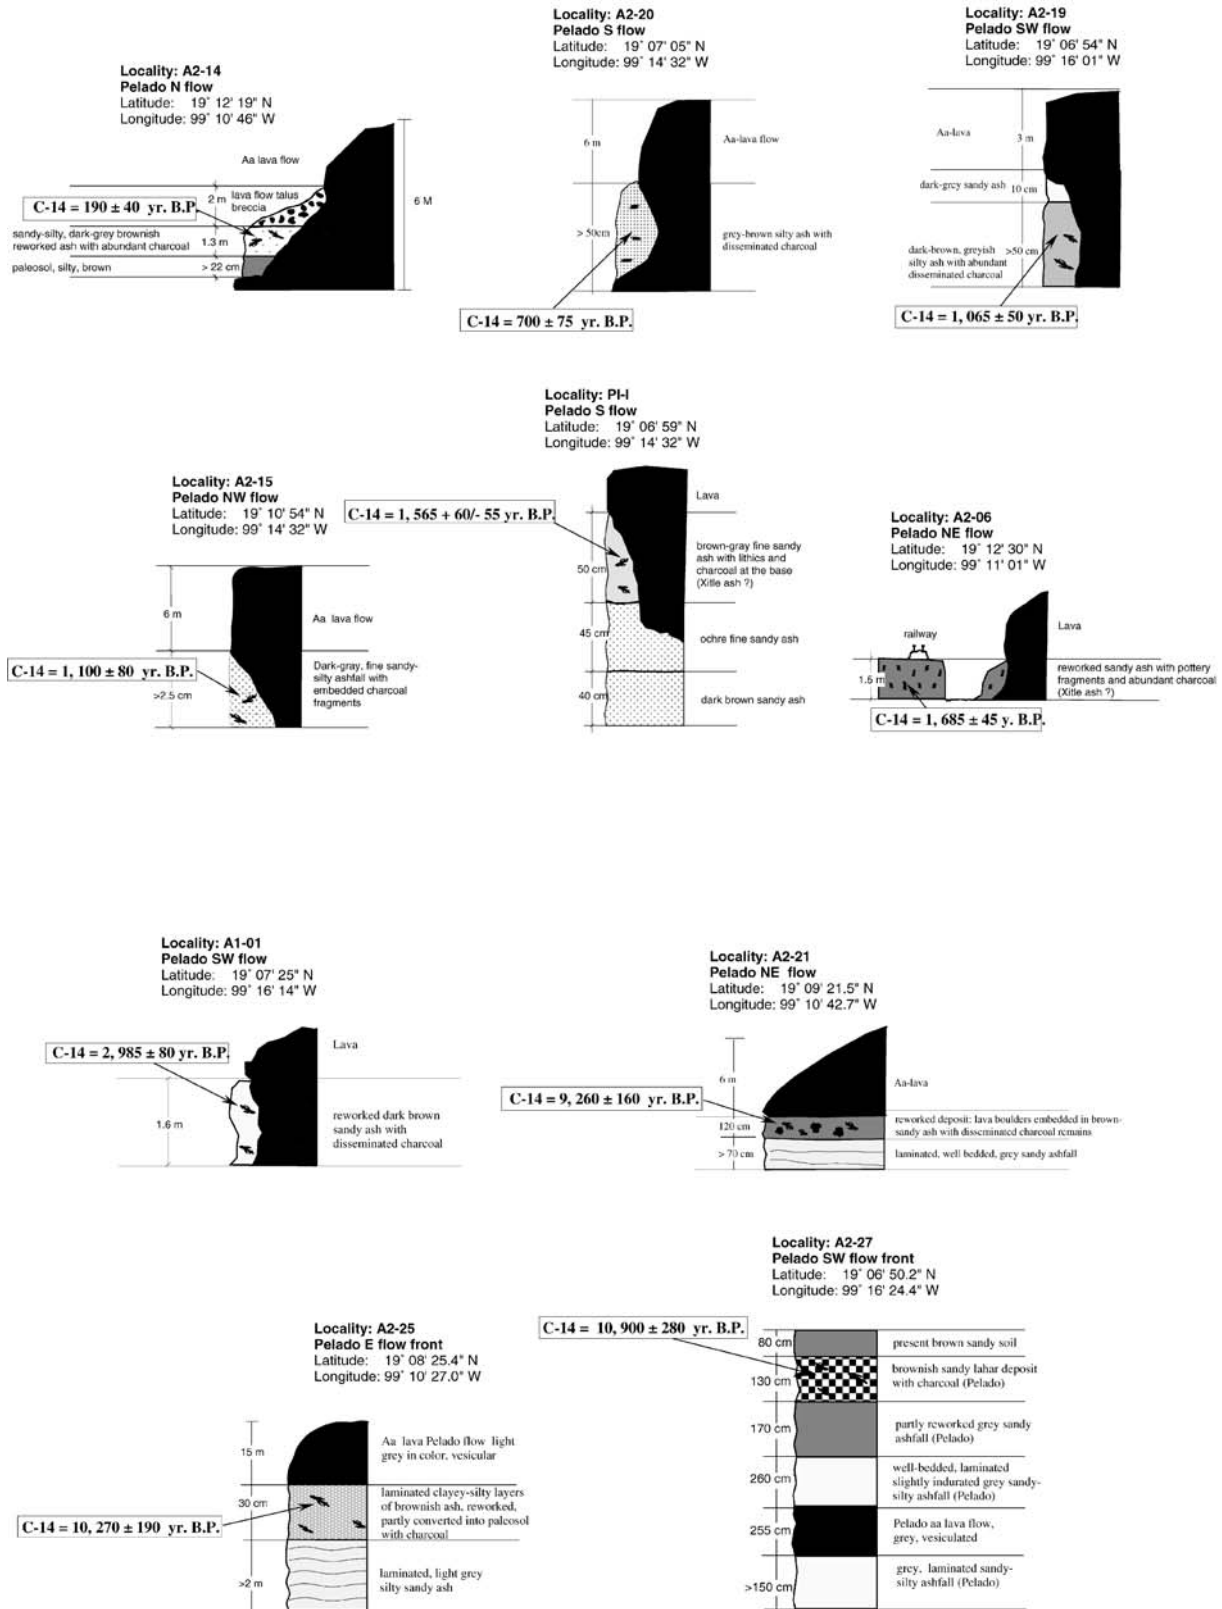 Locality: A2-14
Pelado N flow
Latitude: 19° 12' 19" N
Longitude: 99° 10' 46" W
Aa lava flow
2 m
lava flow talus
breccia
C-14 = 190 ± 40 yr. B.P.
6 M
sandy-silty, dark-grey brownish
reworked ash with abundant charcoal
1.3 m
paleosol, silty, brown
> 22 cm
Locality: A2-20
Pelado S flow
Latitude: 19° 07' 05" N
Longitude: 99° 14' 32" W
6 m
Aa-lava flow
> 50cm
grey-brown silty ash with
disseminated charcoal
C-14 = 700 ± 75 yr. B.P.
Locality: A2-19
Pelado SW flow
Latitude: 19° 06' 54" N
Longitude: 99° 16' 01" W
Aa-lava
3 m
dark-grey sandy ash
10 cm
dark-brown, greyish
silty ash with abundant
disseminated charcoal
>50 cm
C-14 = 1, 065 ± 50 yr. B.P.
Locality: A2-15
Pelado NW flow
Latitude: 19° 10' 54" N
Longitude: 99° 14' 32" W
6 m
Aa lava flow
C-14 = 1, 100 ± 80 yr. B.P.
>2.5 cm
Dark-gray, fine sandy-
silty ashfall with
embedded charcoal
fragments
Locality: PI-I
Pelado S flow
Latitude: 19° 06' 59" N
Longitude: 99° 14' 32" W
Lava
C-14 = 1, 565 + 60/- 55 yr. B.P.
50 cm
brown-gray fine sandy
ash with lithics and
charcoal at the base
(Xitle ash ?)
45 cm
ochre fine sandy ash
40 cm
dark brown sandy ash
Locality: A2-06
Pelado NE flow
Latitude: 19° 12' 30" N
Longitude: 99° 11' 01" W
railway
Lava
1.5 m
reworked sandy ash with pottery
fragments and abundant charcoal
(Xitle ash ?)
C-14 = 1, 685 ± 45 y. B.P.
Locality: A1-01
Pelado SW flow
Latitude: 19° 07' 25" N
Longitude: 99° 16' 14" W
C-14 = 2, 985 ± 80 yr. B.P.
Lava
1.6 m
reworked dark brown
sandy ash with
disseminated charcoal
Locality: A2-21
Pelado NE flow
Latitude: 19° 09' 21.5" N
Longitude: 99° 10' 42.7" W
6 m
Aa-lava
C-14 = 9, 260 ± 160 yr. B.P.
120 cm
reworked deposit: lava boulders embedded in brown-
sandy ash with disseminated charcoal remains
> 70 cm
laminated, well bedded, grey sandy ashfall
Locality: A2-25
Pelado E flow front
Latitude: 19° 08' 25.4" N
Longitude: 99° 10' 27.0" W
15 m
Aa lava Pelado flow light
grey in color, vesicular
30 cm
laminated clayey-silty layers
of brownish ash, reworked,
partly converted into paleosol
with charcoal
C-14 = 10, 270 ± 190 yr. B.P.
>2 m
laminated, light grey
silty sandy ash
Locality: A2-27
Pelado SW flow front
Latitude: 19° 06' 50.2" N
Longitude: 99° 16' 24.4" W
C-14 = 10, 900 ± 280 yr. B.P.
80 cm
present brown sandy soil
130 cm
brownish sandy lahar deposit
with charcoal (Pelado)
170 cm
partly reworked grey sandy
ashfall (Pelado)
260 cm
well-bedded, laminated
slightly indurated grey sandy-
silty ashfall (Pelado)
255 cm
Pelado aa lava flow,
grey, vesiculated
>150 cm
grey, laminated sandy-
silty ashfall (Pelado)